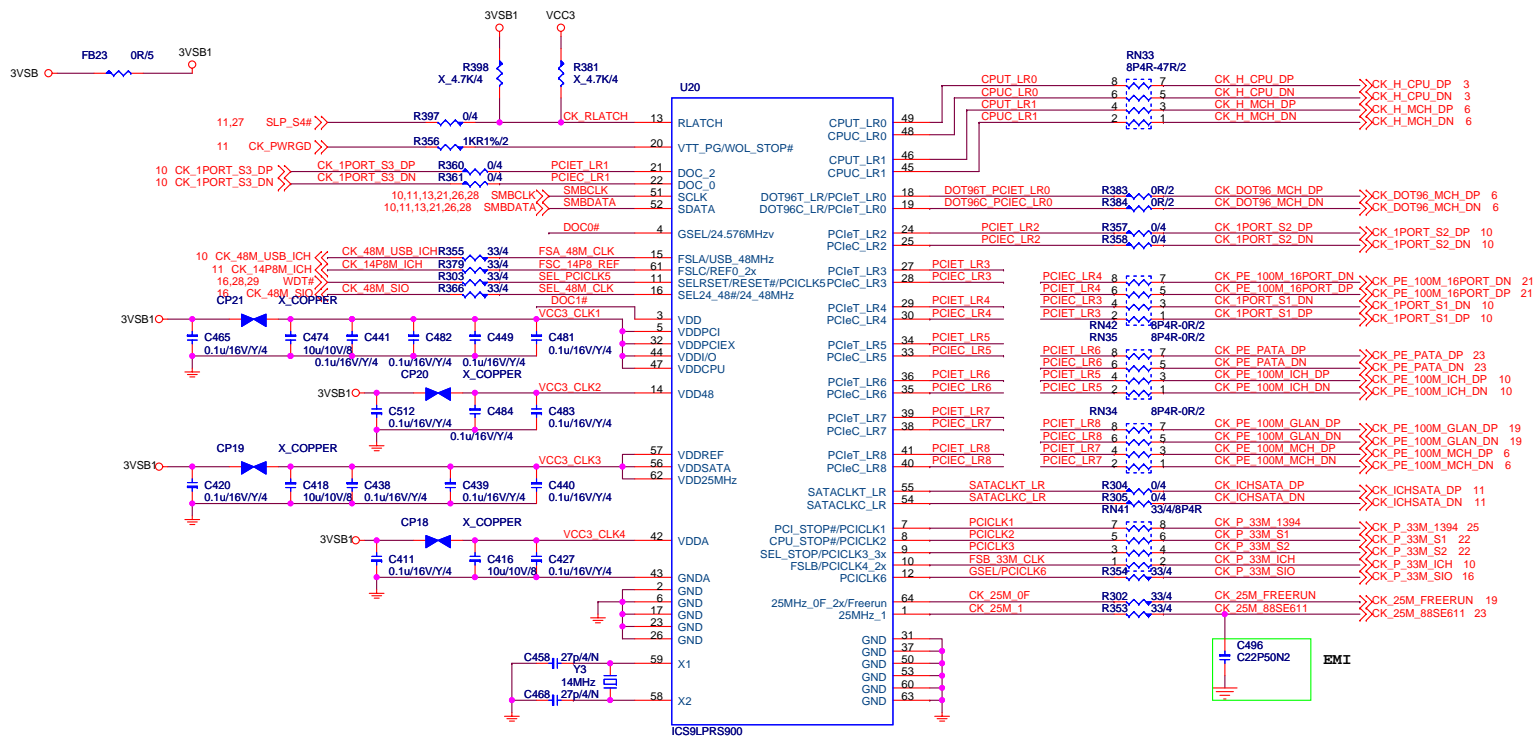 3VSB1
VCC3
FB23 0R/5 3VSB1
3VSB
R398
X_4.7K/4
R381
X_4.7K/4
U20
RN33
8P4R-47R/2
11,27 SLP_S4# R397 0/4 CK_RLATCH 13 RLATCH
11 CK_PWRGD R356 1KR1%/2 20 VTT_PG/WOL_STOP#
10 CK_1PORT_S3_DP CK_1PORT_S3_DP R360 0/4 PCIET_LR1 21 DOC_2
10 CK_1PORT_S3_DN CK_1PORT_S3_DN R361 0/4 PCIEC_LR1 22 DOC_0
10,11,13,21,26,28 SMBCLK SMBCLK 51 SCLK
10,11,13,21,26,28 SMBDATA SMBDATA 52 SDATA
DOC0# 4 GSEL/24.576MHzv
10 CK_48M_USB_ICH CK_48M_USB_ICH R355 33/4 FSA_48M_CLK 15 FSLA/USB_48MHz
11 CK_14P8M_ICH CK_14P8M_ICH R379 33/4 FSC_14P8_REF 61 FSLC/REF0_2x
16,28,29 WDT# R303 33/4 SEL_PCICLK5 11 SELRSET/RESET#/PCICLK5
16 CK_48M_SIO CK_48M_SIO R366 33/4 SEL_48M_CLK 16 SEL24_48#/24_48MHz
CP21 X_COPPER DOC1# 3 VDD
3VSB1 VCC3_CLK1 5 VDDPCI
32 VDDPCIEX
44 VDDI/O
47 VDDCPU
C465 C474 C441 C482 C449 C481
0.1u/16V/Y/4 10u/10V/8 0.1u/16V/Y/4 0.1u/16V/Y/4 0.1u/16V/Y/4 0.1u/16V/Y/4
CP20 X_COPPER
3VSB1 VCC3_CLK2 14 VDD48
C512 C484 C483
0.1u/16V/Y/4 0.1u/16V/Y/4 0.1u/16V/Y/4
CP19 X_COPPER 57 VDDREF
3VSB1 VCC3_CLK3 56 VDDSATA
62 VDD25MHz
C420 C418 C438 C439 C440
0.1u/16V/Y/4 10u/10V/8 0.1u/16V/Y/4 0.1u/16V/Y/4 0.1u/16V/Y/4
CP18 X_COPPER
3VSB1 VCC3_CLK4 42 VDDA
C411 C416 C427
0.1u/16V/Y/4 10u/10V/8 0.1u/16V/Y/4
43 GNDA
2 GND
6 GND
17 GND
23 GND
26 GND
C458 27p/4/N 59 X1
Y3
14MHz
C468 27p/4/N 58 X2
ICS9LPRS900
CPUT_LR0 49 CPUT_LR0 8 7 CK_H_CPU_DP CK_H_CPU_DP 3
CPUC_LR0 48 CPUC_LR0 6 5 CK_H_CPU_DN CK_H_CPU_DN 3
CPUT_LR1 46 CPUT_LR1 4 3 CK_H_MCH_DP CK_H_MCH_DP 6
CPUC_LR1 45 CPUC_LR1 2 1 CK_H_MCH_DN CK_H_MCH_DN 6
DOT96T_LR/PCIeT_LR0 18 DOT96T_PCIET_LR0 R383 0R/2 CK_DOT96_MCH_DP CK_DOT96_MCH_DP 6
DOT96C_LR/PCIeT_LR0 19 DOT96C_PCIEC_LR0 R384 0R/2 CK_DOT96_MCH_DN CK_DOT96_MCH_DN 6
PCIeT_LR2 24 PCIET_LR2 R357 0/4 CK_1PORT_S2_DP CK_1PORT_S2_DP 10
PCIeC_LR2 25 PCIEC_LR2 R358 0/4 CK_1PORT_S2_DN CK_1PORT_S2_DN 10
PCIeT_LR3 27 PCIET_LR3
PCIeC_LR3 28 PCIEC_LR3 PCIEC_LR4 8 7 CK_PE_100M_16PORT_DN CK_PE_100M_16PORT_DN 21
PCIET_LR4 6 5 CK_PE_100M_16PORT_DP CK_PE_100M_16PORT_DP 21
PCIeT_LR4 29 PCIET_LR4 PCIEC_LR3 4 3 CK_1PORT_S1_DN CK_1PORT_S1_DN 10
PCIeC_LR4 30 PCIEC_LR4 PCIET_LR3 2 1 CK_1PORT_S1_DP CK_1PORT_S1_DP 10
RN42 8P4R-0R/2
RN35 8P4R-0R/2
PCIeT_LR5 34 PCIET_LR5
PCIeC_LR5 33 PCIEC_LR5 PCIET_LR6 8 7 CK_PE_PATA_DP CK_PE_PATA_DP 23
PCIEC_LR6 6 5 CK_PE_PATA_DN CK_PE_PATA_DN 23
PCIeT_LR6 36 PCIET_LR6 PCIET_LR5 4 3 CK_PE_100M_ICH_DP CK_PE_100M_ICH_DP 10
PCIeC_LR6 35 PCIEC_LR6 PCIEC_LR5 2 1 CK_PE_100M_ICH_DN CK_PE_100M_ICH_DN 10
RN34 8P4R-0R/2
PCIeT_LR7 39 PCIET_LR7
PCIeC_LR7 38 PCIEC_LR7 PCIET_LR8 8 7 CK_PE_100M_GLAN_DP CK_PE_100M_GLAN_DP 19
PCIEC_LR8 6 5 CK_PE_100M_GLAN_DN CK_PE_100M_GLAN_DN 19
PCIeT_LR8 41 PCIET_LR8 PCIET_LR7 4 3 CK_PE_100M_MCH_DP CK_PE_100M_MCH_DP 6
PCIeC_LR8 40 PCIEC_LR8 PCIEC_LR7 2 1 CK_PE_100M_MCH_DN CK_PE_100M_MCH_DN 6
SATACLKT_LR 55 SATACLKT_LR R304 0/4 CK_ICHSATA_DP CK_ICHSATA_DP 11
SATACLKC_LR 54 SATACLKC_LR R305 0/4 CK_ICHSATA_DN CK_ICHSATA_DN 11
RN41 33/4/8P4R
PCI_STOP#/PCICLK1 7 PCICLK1 7 8 CK_P_33M_1394 CK_P_33M_1394 25
CPU_STOP#/PCICLK2 8 PCICLK2 5 6 CK_P_33M_S1 CK_P_33M_S1 22
SEL_STOP/PCICLK3_3x 9 PCICLK3 3 4 CK_P_33M_S2 CK_P_33M_S2 22
FSLB/PCICLK4_2x 10 FSB_33M_CLK 1 2 CK_P_33M_ICH CK_P_33M_ICH 10
PCICLK6 12 GSEL/PCICLK6 R354 33/4 CK_P_33M_SIO CK_P_33M_SIO 16
25MHz_0F_2x/Freerun 64 CK_25M_0F R302 33/4 CK_25M_FREERUN CK_25M_FREERUN 19
25MHz_1 1 CK_25M_1 R353 33/4 CK_25M_88SE611 CK_25M_88SE611 23
GND 31
GND 37
GND 50
GND 53
GND 60
GND 63
C496
C22P50N2
EMI